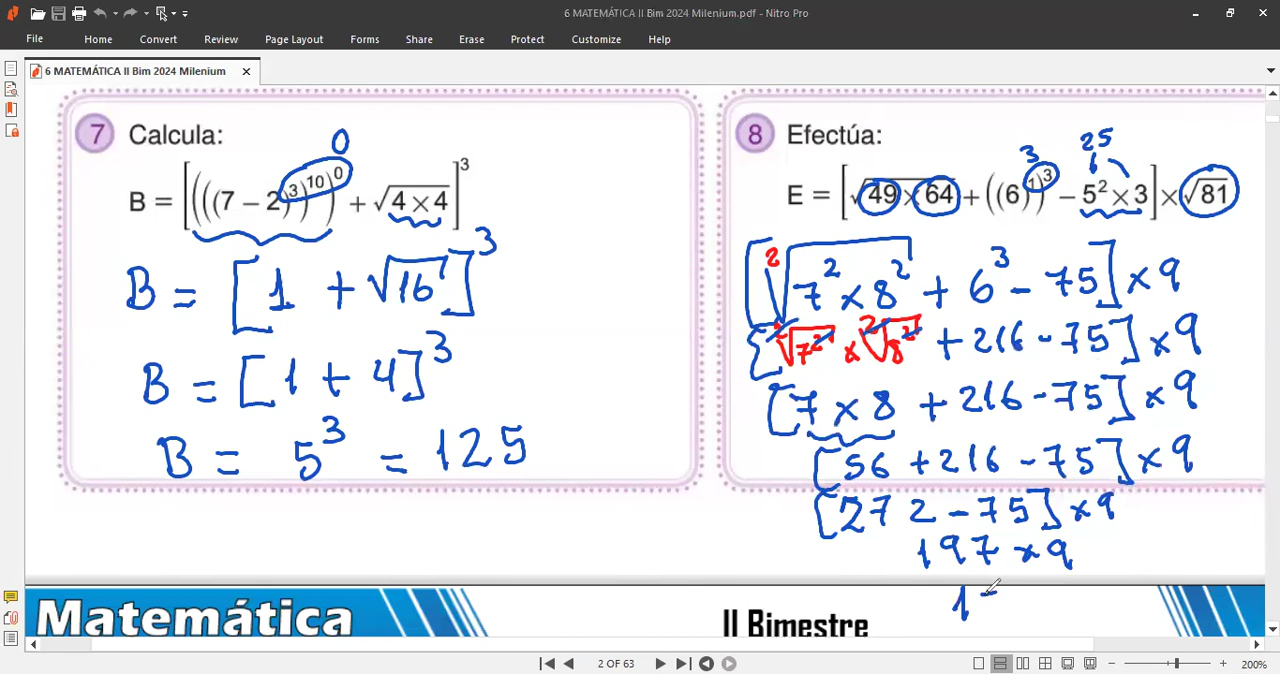 6 MATEMÁTICA II Bim 2024 Milenium.pdf - Nitro Pro
File Home Convert Review Page Layout Forms Share Erase Protect Customize Help
6 MATEMÁTICA II Bim 2024 Milenium
7 Calcula:
0
B = [(((7 − 2)³)¹⁰)⁰ + √4 × 4]³
B = [1 + √16]³
B = [1 + 4]³
B = 5³ = 125
8 Efectúa:
3 25
E = [√49 × 64 + ((6)¹)³ − 5² × 3] × √81
[²√7² × 8² + 6³ − 75] × 9
[²√7² × ²√8² + 216 − 75] × 9
[7 × 8 + 216 − 75] × 9
[56 + 216 − 75] × 9
[272 − 75] × 9
197 × 9
1
Matemática
II Bimestre
2 OF 63
200%